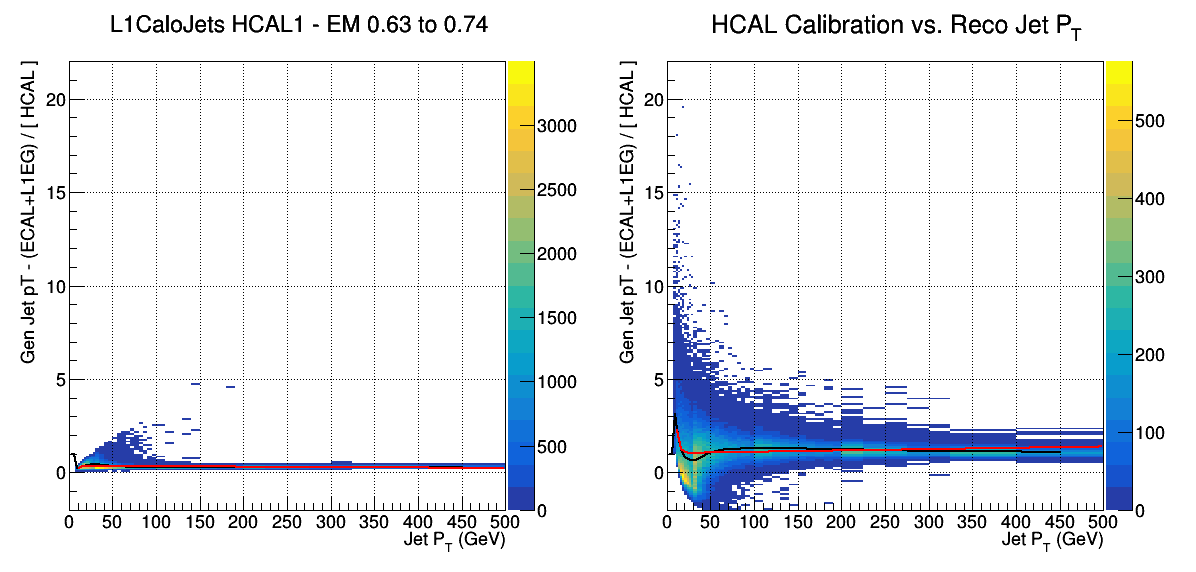 L1CaloJets HCAL1 - EM 0.63 to 0.74
Gen Jet pT - (ECAL+L1EG) / [ HCAL ]
20
15
10
5
0
0 50 100 150 200 250 300 350 400 450 500
Jet P_T (GeV)
3000
2500
2000
1500
1000
500
0
HCAL Calibration vs. Reco Jet P_T
Gen Jet pT - (ECAL+L1EG) / [ HCAL ]
20
15
10
5
0
0 50 100 150 200 250 300 350 400 450 500
Jet P_T (GeV)
500
400
300
200
100
0